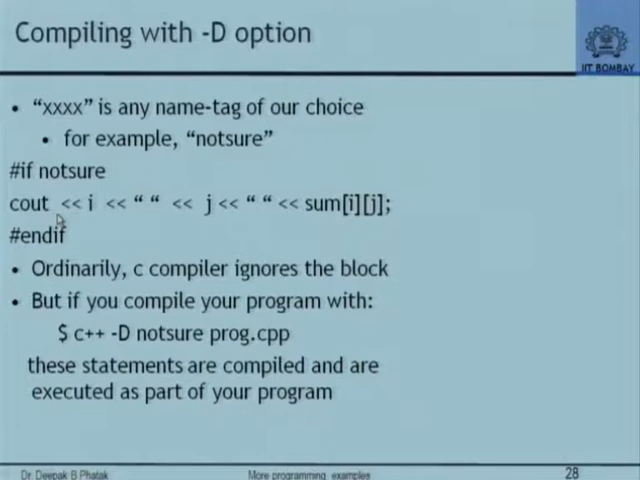 Compiling with -D option
IIT BOMBAY
• “xxxx” is any name-tag of our choice
• for example, “notsure”
#if notsure
cout << i << “ “ << j << “ “ << sum[i][j];
#endif
• Ordinarily, c compiler ignores the block
• But if you compile your program with:
$ c++ -D notsure prog.cpp
these statements are compiled and are
executed as part of your program
Dr. Deepak B Phatak
More programming examples
28